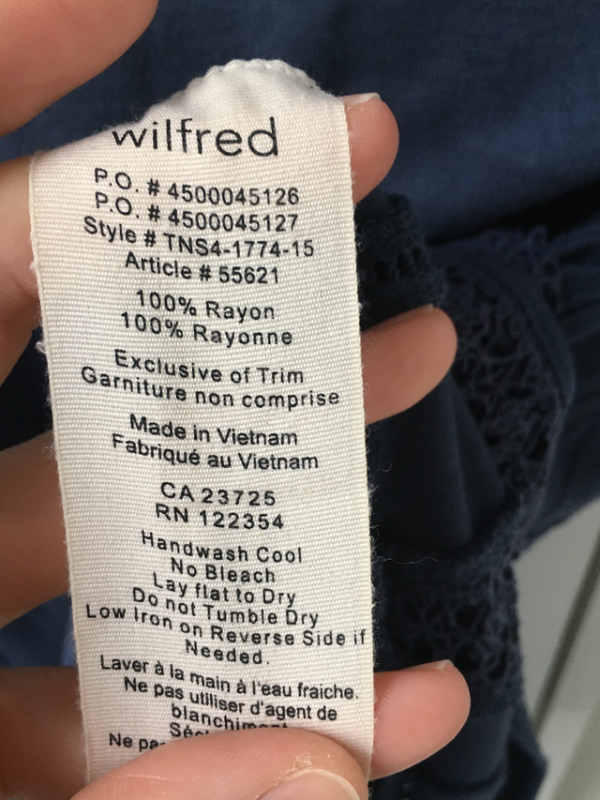 wilfred
P.O. # 4500045126
P.O. # 4500045127
Style # TNS4-1774-15
Article # 55621
100% Rayon
100% Rayonne
Exclusive of Trim
Garniture non comprise
Made in Vietnam
Fabriqué au Vietnam
CA 23725
RN 122354
Handwash Cool
No Bleach
Lay flat to Dry
Do not Tumble Dry
Low Iron on Reverse Side if
Needed.
Laver à la main à l'eau fraiche.
Ne pas utiliser d'agent de
blanchiment
Ne